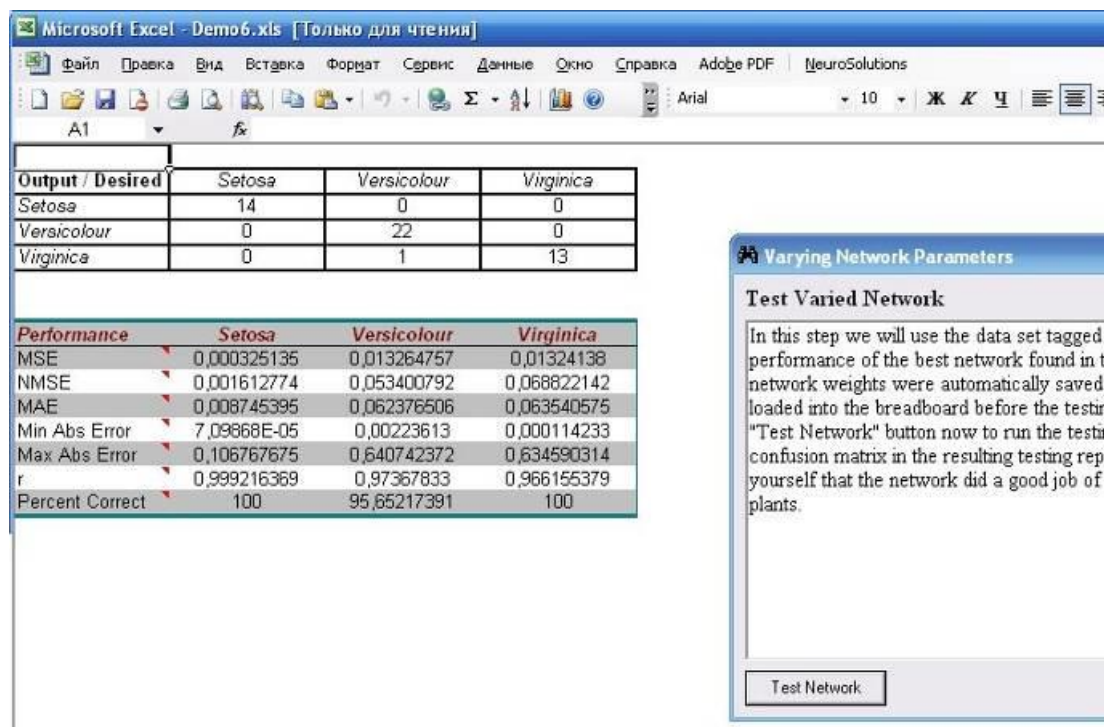 Microsoft Excel - Demo6.xls [Только для чтения]
Файл Правка Вид Вставка Формат Сервис Данные Окно Справка Adobe PDF NeuroSolutions
Arial 10 Ж К Ч
A1 fx
Output / Desired Setosa Versicolour Virginica
Setosa 14 0 0
Versicolour 0 22 0
Virginica 0 1 13
Performance Setosa Versicolour Virginica
MSE 0,000325135 0,013264757 0,01324138
NMSE 0,001612774 0,053400792 0,068822142
MAE 0,008745395 0,062376506 0,063540575
Min Abs Error 7,09868E-05 0,00223613 0,000114233
Max Abs Error 0,106767675 0,640742372 0,634590314
r 0,999216369 0,97367833 0,966155379
Percent Correct 100 95,65217391 100
Varying Network Parameters
Test Varied Network
In this step we will use the data set tagged
performance of the best network found in t
network weights were automatically saved
loaded into the breadboard before the testin
"Test Network" button now to run the testin
confusion matrix in the resulting testing rep
yourself that the network did a good job of
plants.
Test Network